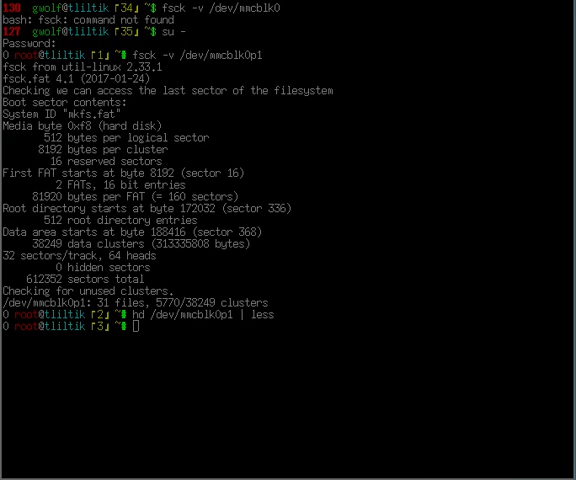 130 gwolf@tliltik『34』~$ fsck -v /dev/mmcblk0
bash: fsck: command not found
127 gwolf@tliltik『35』~$ su -
Password:
0 root@tliltik『1』~# fsck -v /dev/mmcblk0p1
fsck from util-linux 2.33.1
fsck.fat 4.1 (2017-01-24)
Checking we can access the last sector of the filesystem
Boot sector contents:
System ID "mkfs.fat"
Media byte 0xf8 (hard disk)
512 bytes per logical sector
8192 bytes per cluster
16 reserved sectors
First FAT starts at byte 8192 (sector 16)
2 FATs, 16 bit entries
81920 bytes per FAT (= 160 sectors)
Root directory starts at byte 172032 (sector 336)
512 root directory entries
Data area starts at byte 188416 (sector 368)
38249 data clusters (313335808 bytes)
32 sectors/track, 64 heads
0 hidden sectors
612352 sectors total
Checking for unused clusters.
/dev/mmcblk0p1: 31 files, 5770/38249 clusters
0 root@tliltik『2』~# hd /dev/mmcblk0p1 | less
0 root@tliltik『3』~#